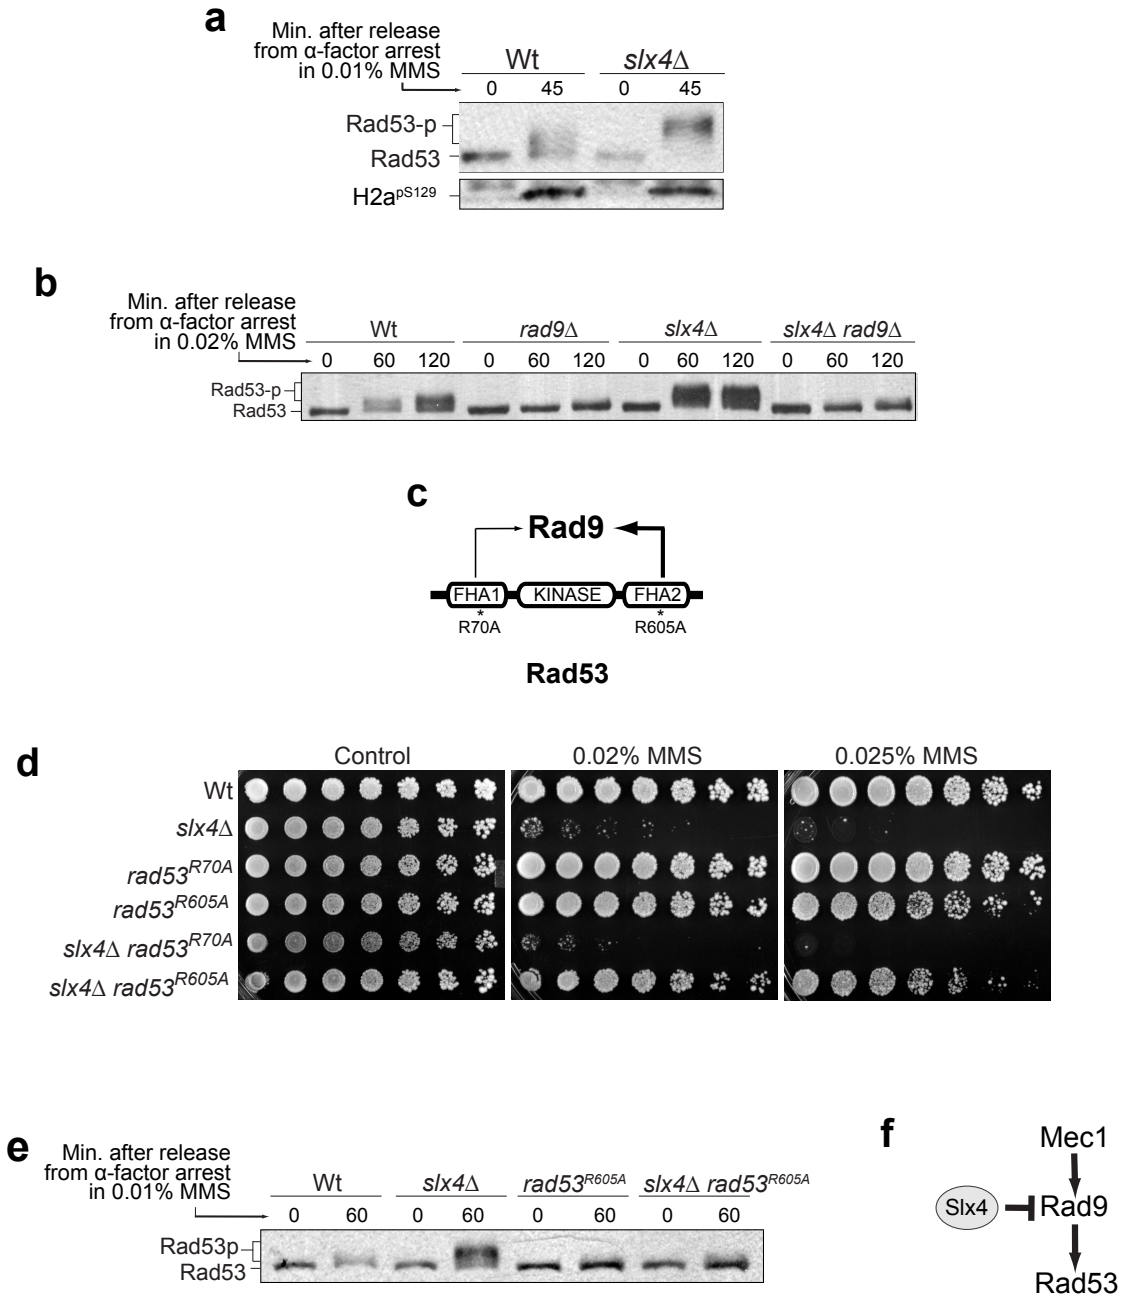 a
Min. after release
from α-factor arrest
in 0.01% MMS
Wt slx4Δ
0 45 0 45
Rad53-p
Rad53
H2a^pS129
b
Min. after release
from α-factor arrest
in 0.02% MMS
Wt rad9Δ slx4Δ slx4Δ rad9Δ
0 60 120 0 60 120 0 60 120 0 60 120
Rad53-p
Rad53
c
Rad9
FHA1 KINASE FHA2
* *
R70A R605A
Rad53
d
Control 0.02% MMS 0.025% MMS
Wt
slx4Δ
rad53^R70A
rad53^R605A
slx4Δ rad53^R70A
slx4Δ rad53^R605A
e
Min. after release
from α-factor arrest
in 0.01% MMS
Wt slx4Δ rad53^R605A slx4Δ rad53^R605A
0 60 0 60 0 60 0 60
Rad53p
Rad53
f
Mec1
Slx4 Rad9
Rad53